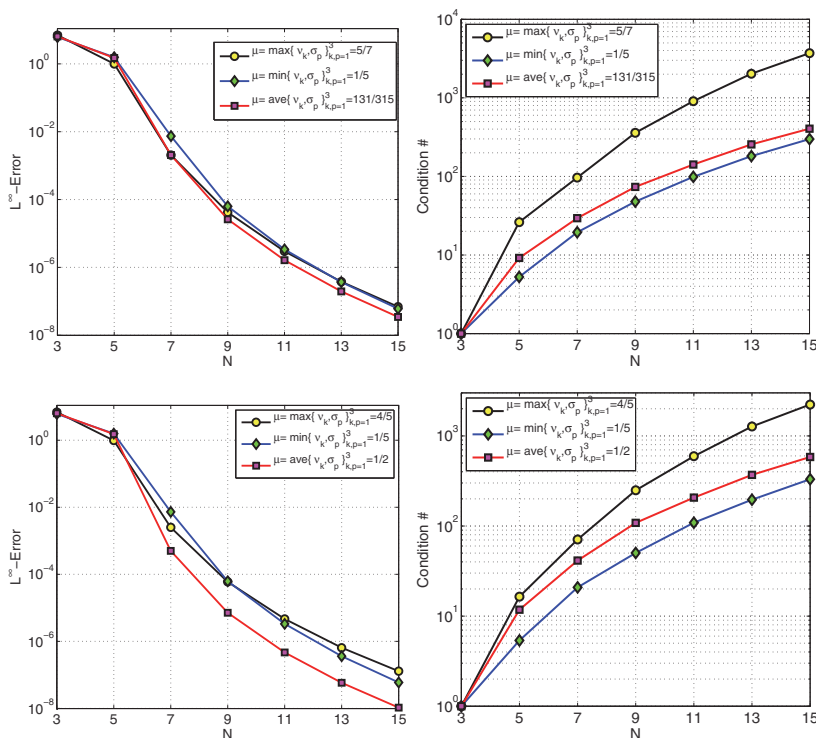 10^0
10^-2
10^-4
10^-6
10^-8
L^∞-Error
3 5 7 9 11 13 15
N
μ= max{ ν_k,σ_p }^3_{k,p=1}=5/7
μ= min{ ν_k,σ_p }^3_{k,p=1}=1/5
μ= ave{ ν_k,σ_p }^3_{k,p=1}=131/315
10^4
10^3
10^2
10^1
10^0
Condition #
3 5 7 9 11 13 15
N
μ= max{ ν_k,σ_p }^3_{k,p=1}=5/7
μ= min{ ν_k,σ_p }^3_{k,p=1}=1/5
μ= ave{ ν_k,σ_p }^3_{k,p=1}=131/315
10^0
10^-2
10^-4
10^-6
10^-8
L^∞-Error
3 5 7 9 11 13 15
N
μ= max{ ν_k,σ_p }^3_{k,p=1}=4/5
μ= min{ ν_k,σ_p }^3_{k,p=1}=1/5
μ= ave{ ν_k,σ_p }^3_{k,p=1}=1/2
10^3
10^2
10^1
10^0
Condition #
3 5 7 9 11 13 15
N
μ= max{ ν_k,σ_p }^3_{k,p=1}=4/5
μ= min{ ν_k,σ_p }^3_{k,p=1}=1/5
μ= ave{ ν_k,σ_p }^3_{k,p=1}=1/2